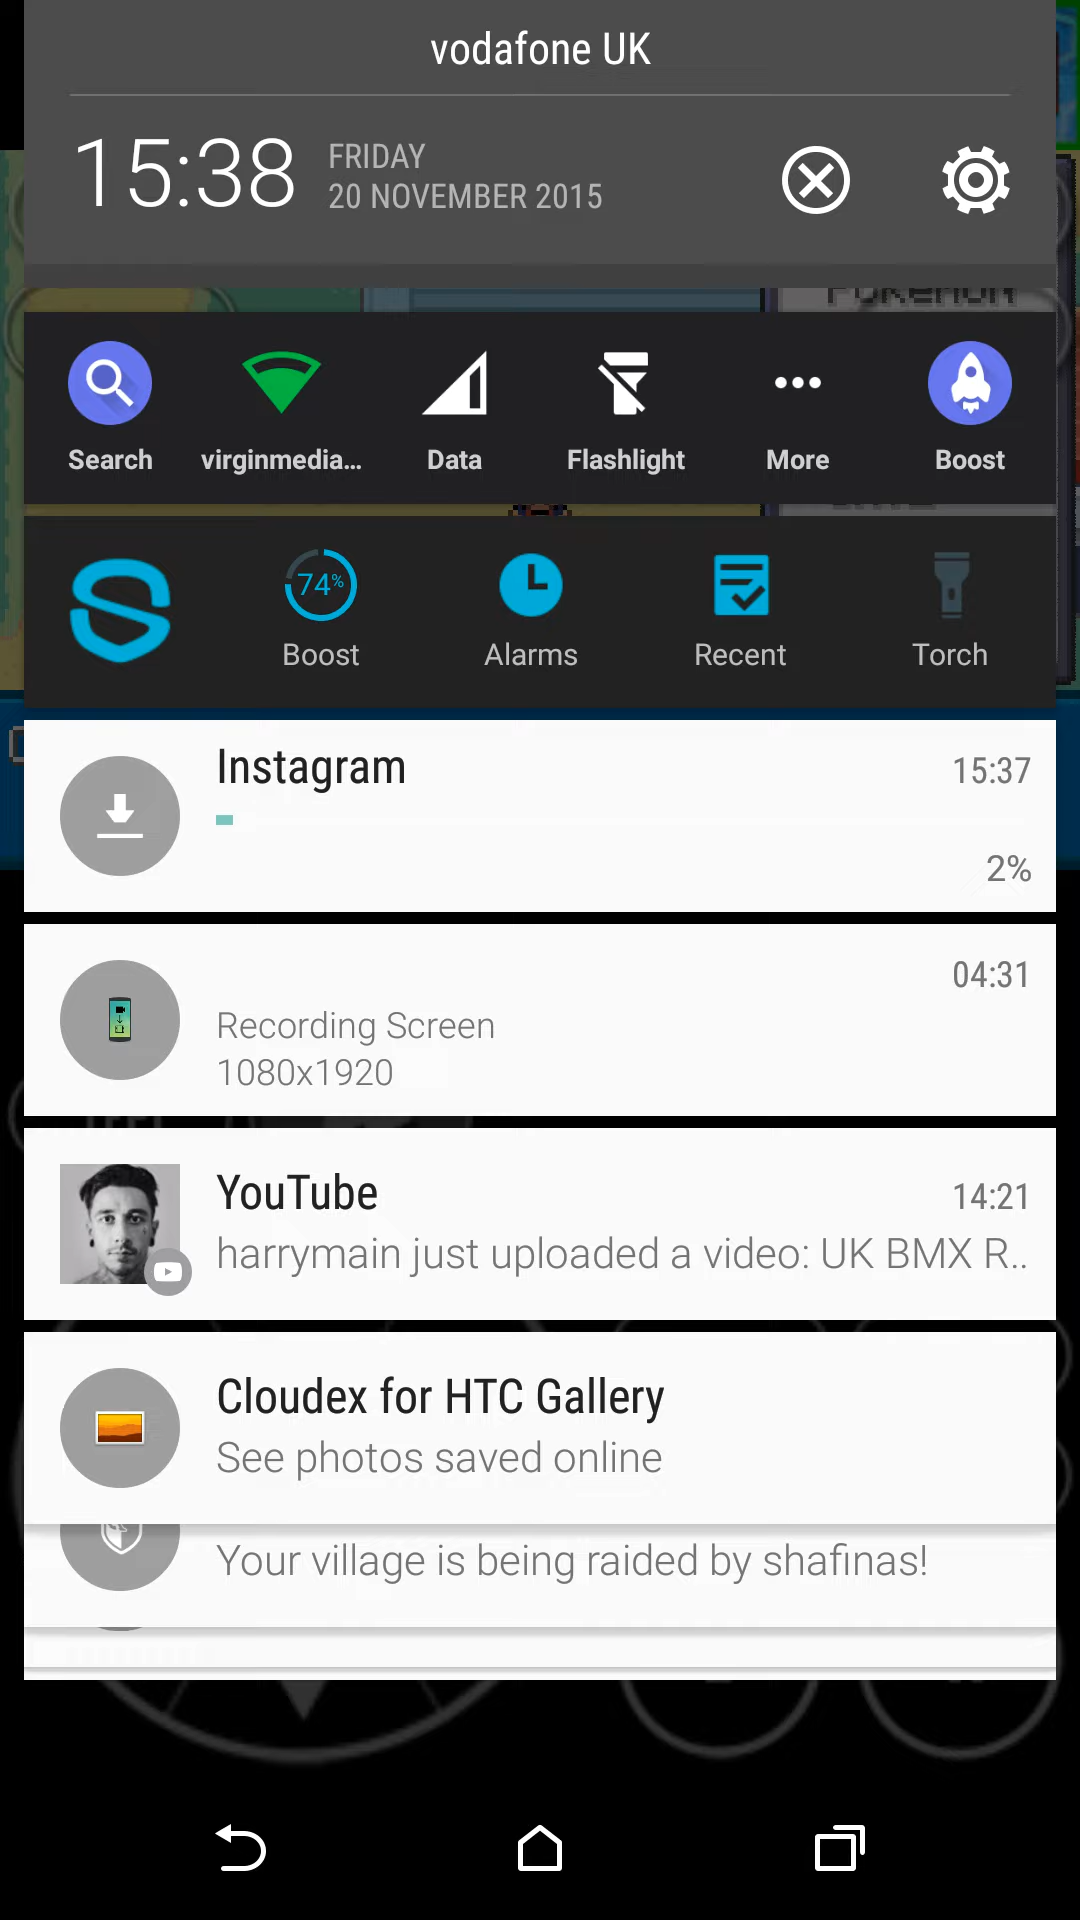 vodafone UK
15:38
FRIDAY
20 NOVEMBER 2015
POKéMON
Search
virginmedia...
Data
Flashlight
More
Boost
74%
Boost
Alarms
Recent
Torch
Instagram
15:37
2%
04:31
Recording Screen
1080x1920
YouTube
14:21
harrymain just uploaded a video: UK BMX R..
Cloudex for HTC Gallery
See photos saved online
Your village is being raided by shafinas!